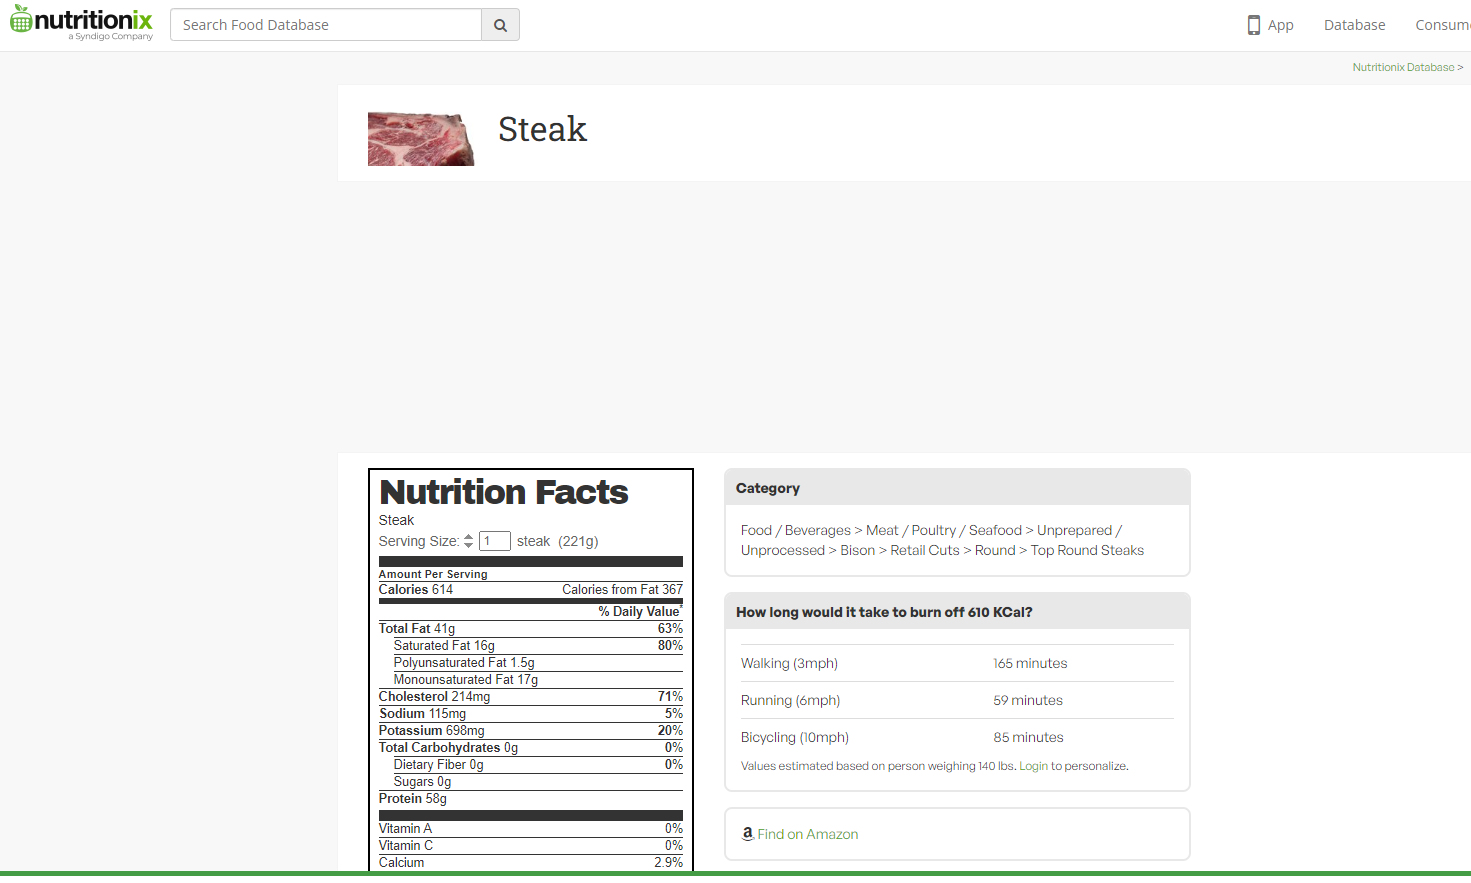 nutritionix
a Syndigo Company
Search Food Database
App
Database
Consum
Nutritionix Database >
Steak
Nutrition Facts
Steak
Serving Size: 1 steak (221g)
Amount Per Serving
Calories 614 Calories from Fat 367
% Daily Value*
Total Fat 41g 63%
Saturated Fat 16g 80%
Polyunsaturated Fat 1.5g
Monounsaturated Fat 17g
Cholesterol 214mg 71%
Sodium 115mg 5%
Potassium 698mg 20%
Total Carbohydrates 0g 0%
Dietary Fiber 0g 0%
Sugars 0g
Protein 58g
Vitamin A 0%
Vitamin C 0%
Calcium 2.9%
Category
Food / Beverages > Meat / Poultry / Seafood > Unprepared /
Unprocessed > Bison > Retail Cuts > Round > Top Round Steaks
How long would it take to burn off 610 KCal?
Walking (3mph) 165 minutes
Running (6mph) 59 minutes
Bicycling (10mph) 85 minutes
Values estimated based on person weighing 140 lbs. Login to personalize.
a Find on Amazon